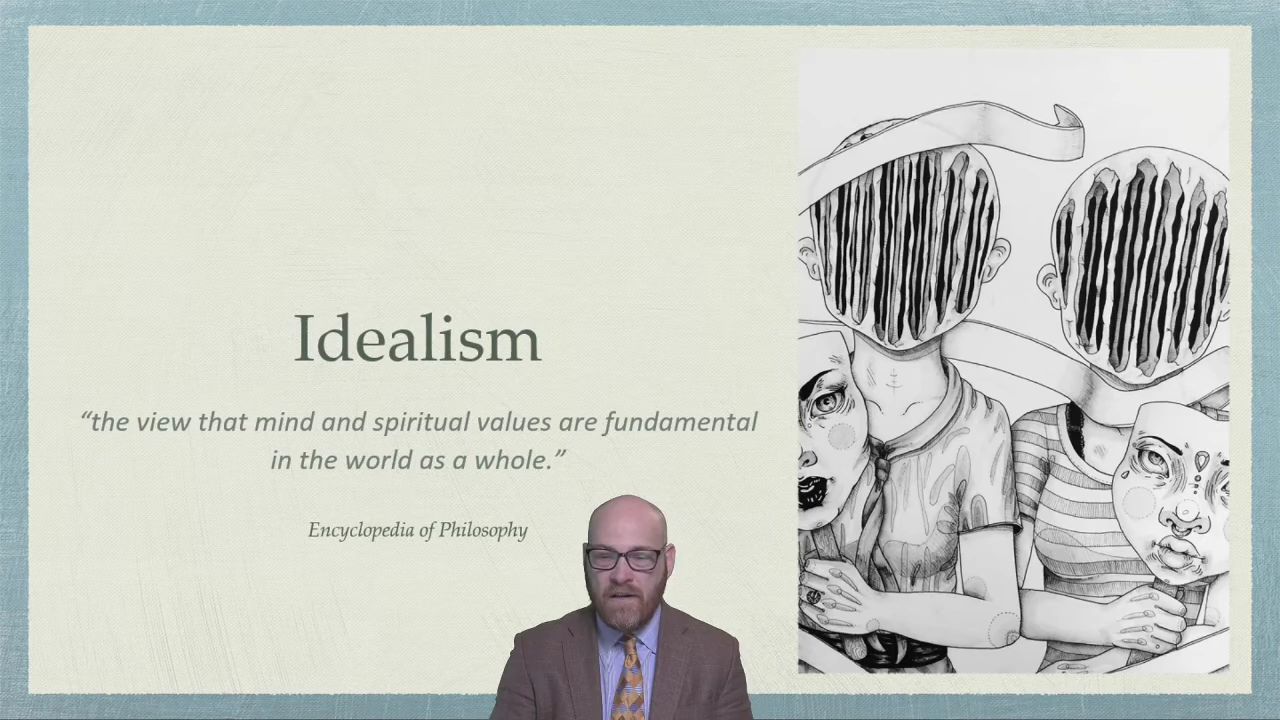 Idealism
“the view that mind and spiritual values are fundamental
in the world as a whole.”
Encyclopedia of Philosophy